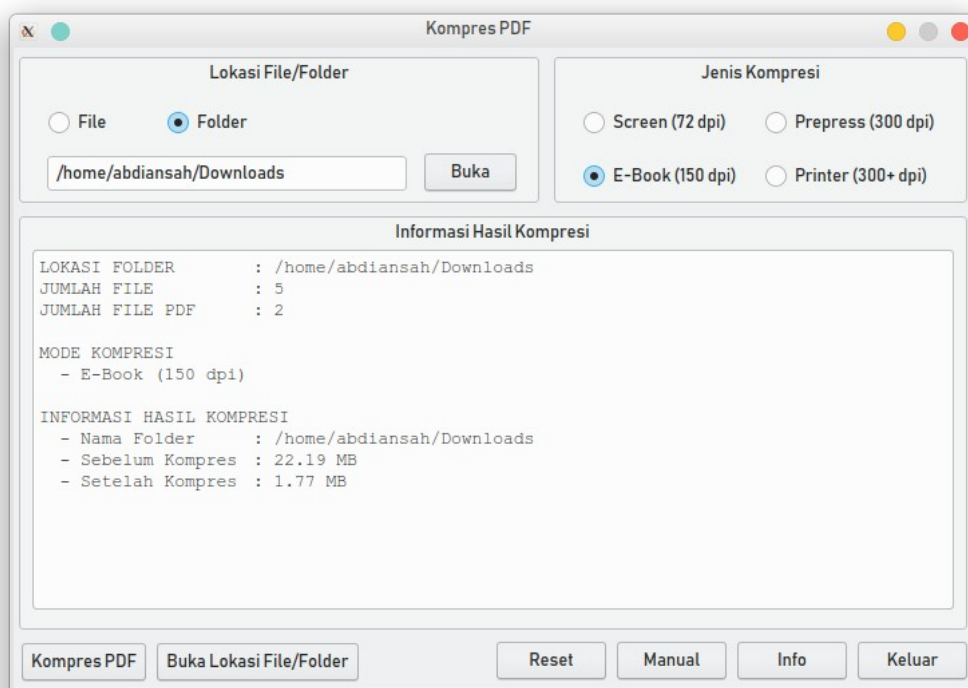 Kompres PDF
Lokasi File/Folder
File Folder
/home/abdiansah/Downloads Buka
Jenis Kompresi
Screen (72 dpi) Prepress (300 dpi)
E-Book (150 dpi) Printer (300+ dpi)
Informasi Hasil Kompresi
LOKASI FOLDER : /home/abdiansah/Downloads
JUMLAH FILE : 5
JUMLAH FILE PDF : 2
MODE KOMPRESI
- E-Book (150 dpi)
INFORMASI HASIL KOMPRESI
- Nama Folder : /home/abdiansah/Downloads
- Sebelum Kompres : 22.19 MB
- Setelah Kompres : 1.77 MB
Kompres PDF Buka Lokasi File/Folder Reset Manual Info Keluar